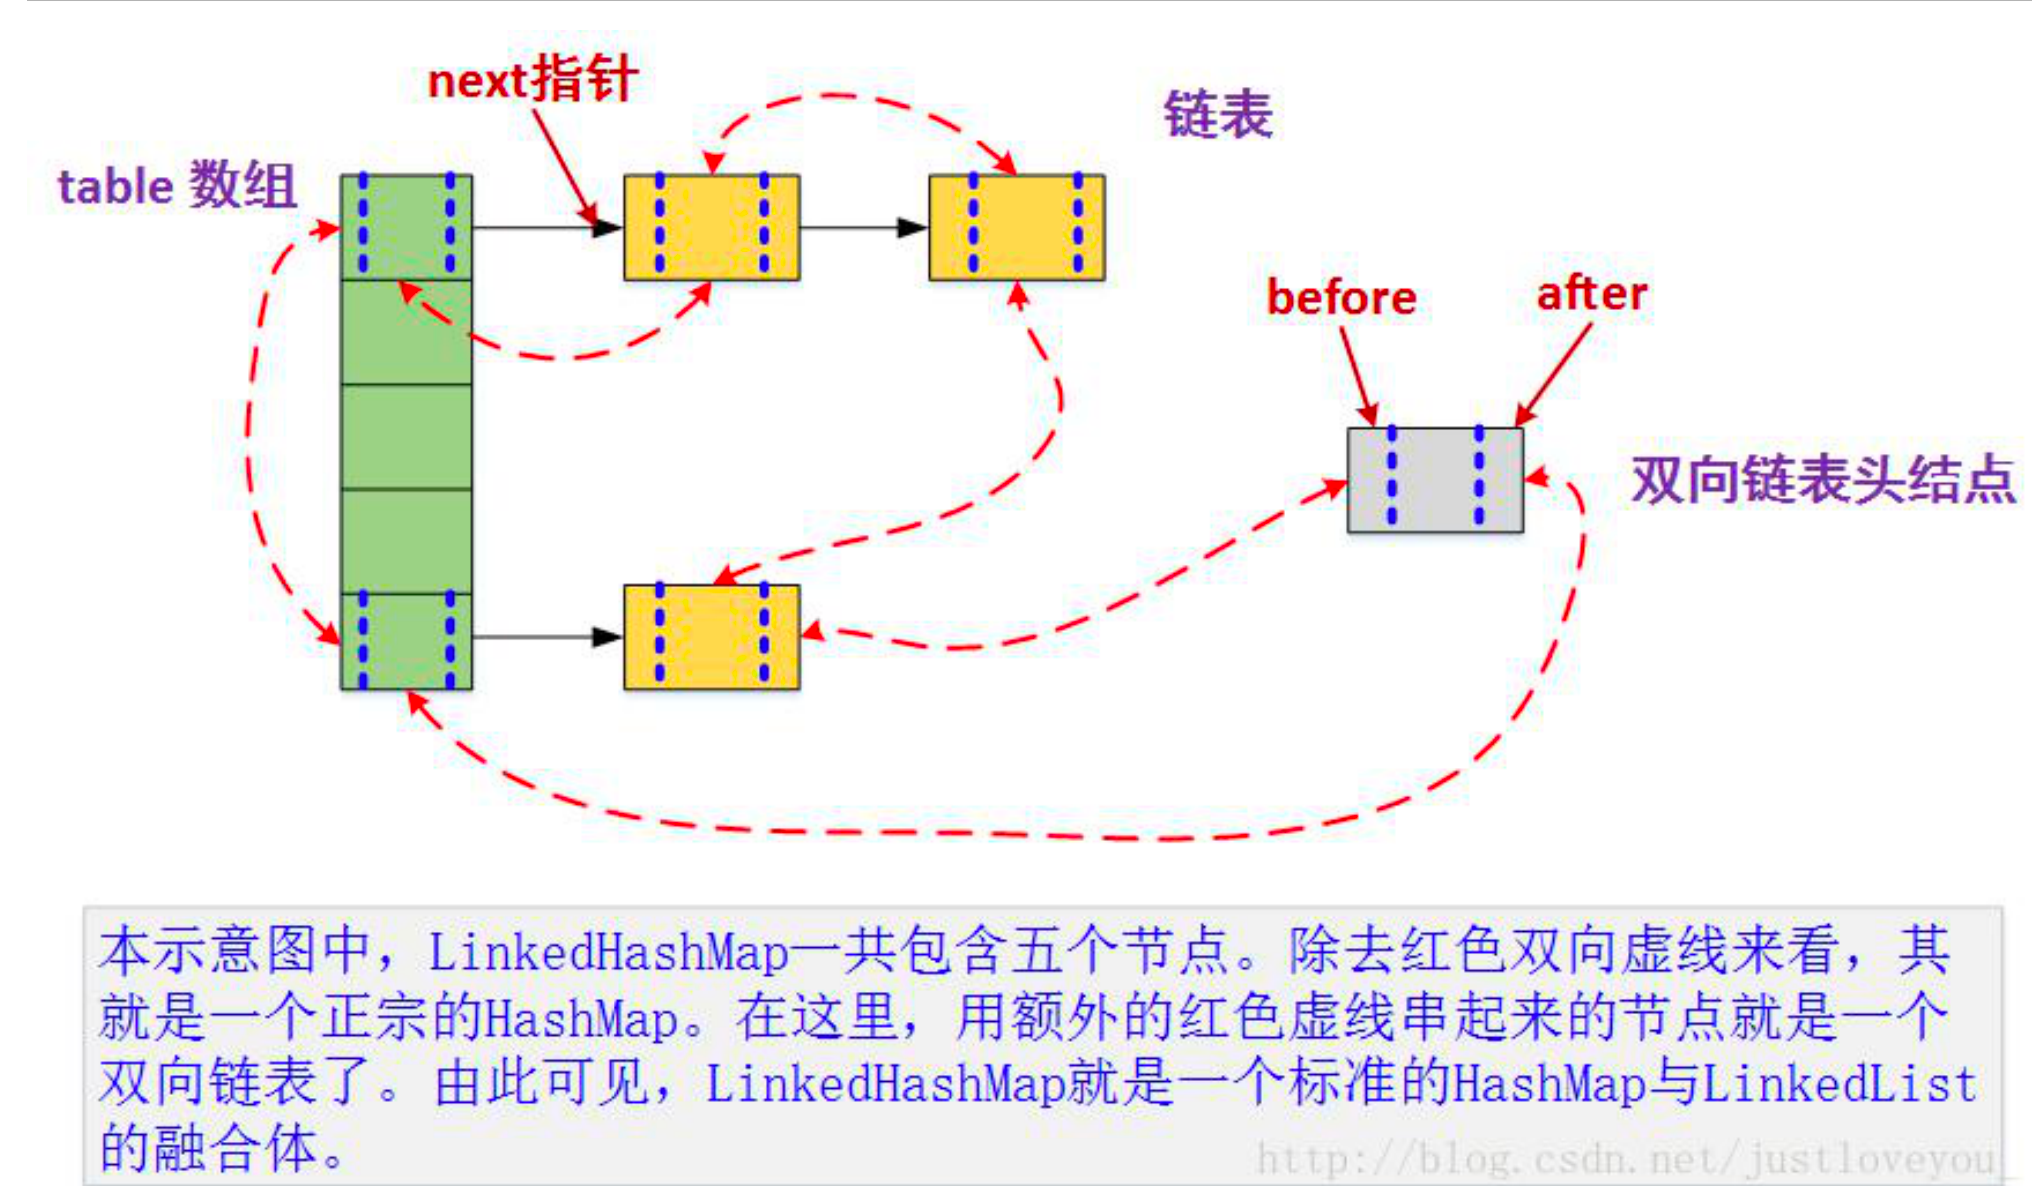 next指针
链表
table 数组
before
after
双向链表头结点
本示意图中，LinkedHashMap一共包含五个节点。除去红色双向虚线来看，其
就是一个正宗的HashMap。在这里，用额外的红色虚线串起来的节点就是一个
双向链表了。由此可见，LinkedHashMap就是一个标准的HashMap与LinkedList
的融合体。
http://blog.csdn.net/justloveyou_